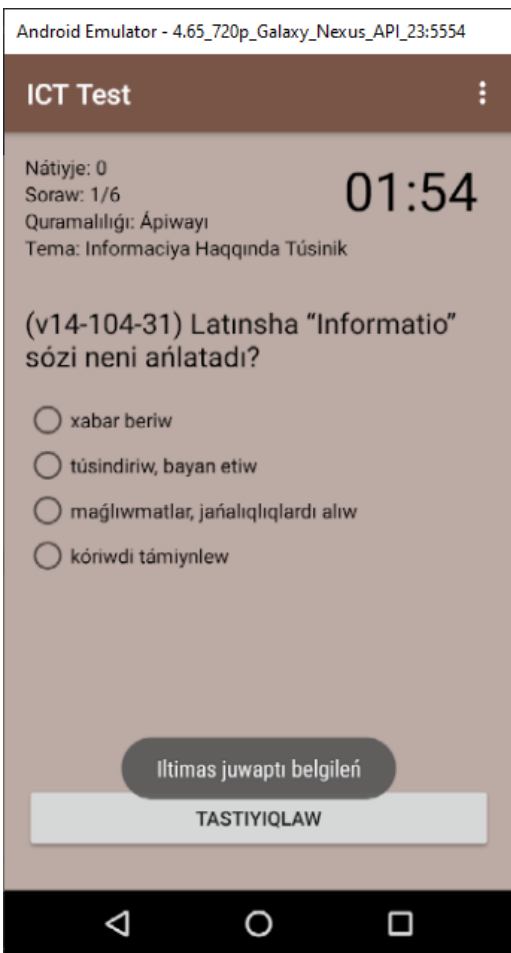 Android Emulator - 4.65_720p_Galaxy_Nexus_API_23:5554
ICT Test
Nátiyje: 0
01:54
Soraw: 1/6
Quramalılıǵı: Ápiwayı
Tema: Informaciya Haqqında Túsinik
(v14-104-31) Latınsha “Informatio”
sózi neni ańlatadı?
xabar beriw
túsindiriw, bayan etiw
maǵlıwmatlar, jańalıqlıqlardı alıw
kóriwdi támiynlew
Iltimas juwaptı belgileń
TASTIYIQLAW